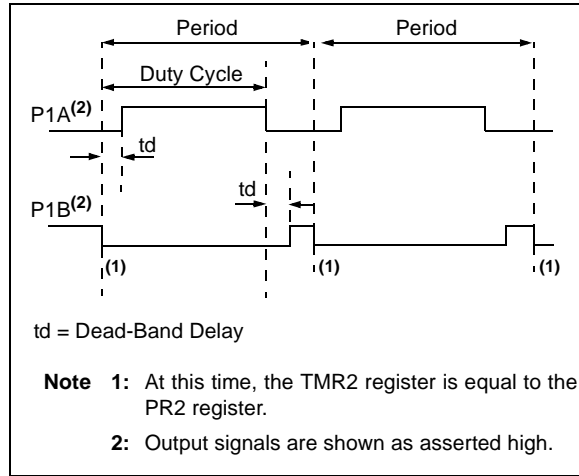 Period Period
Duty Cycle
P1A(2)
td
td
P1B(2)
(1) (1) (1)
td = Dead-Band Delay
Note 1: At this time, the TMR2 register is equal to the
PR2 register.
2: Output signals are shown as asserted high.